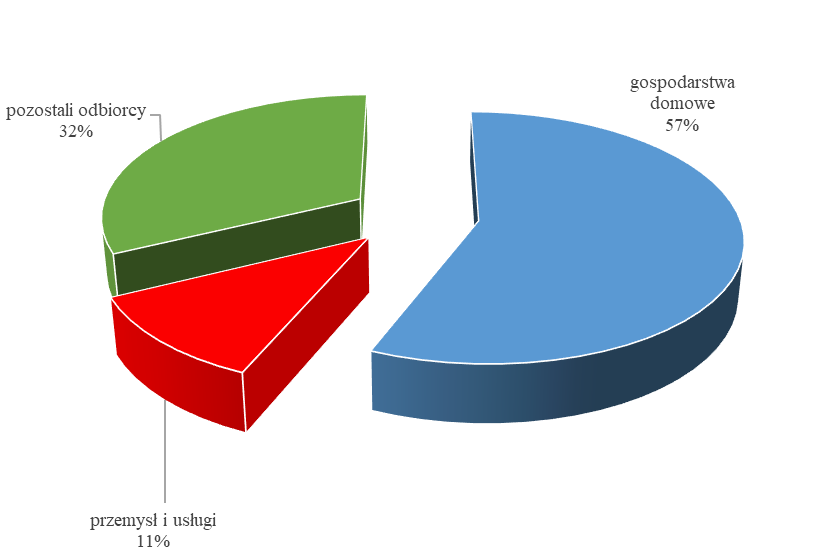 gospodarstwa
domowe
57%
pozostali odbiorcy
32%
przemysł i usługi
11%